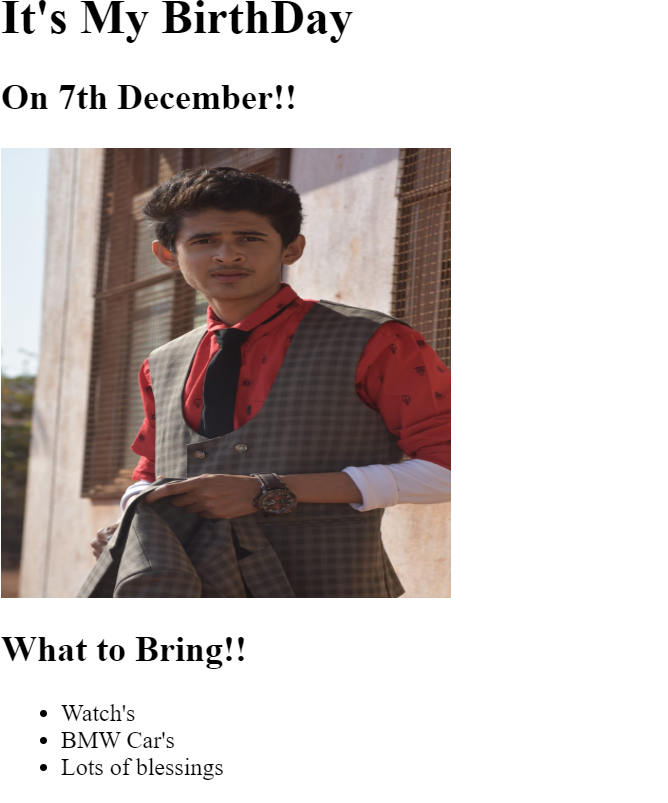 It's My BirthDay
On 7th December!!
What to Bring!!
Watch's
BMW Car's
Lots of blessings